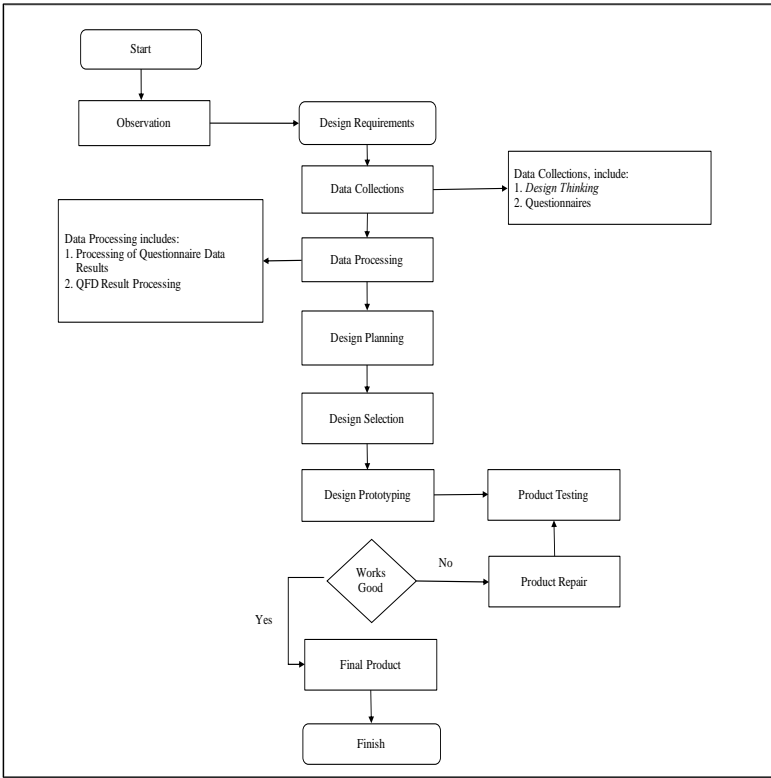 Start
Observation
Design Requirements
Data Collections
Data Collections, include:
1. Design Thinking
2. Questionnaires
Data Processing includes:
1. Processing of Questionnaire Data
Results
2. QFD Result Processing
Data Processing
Design Planning
Design Selection
Design Prototyping
Product Testing
Works
Good
No
Product Repair
Yes
Final Product
Finish